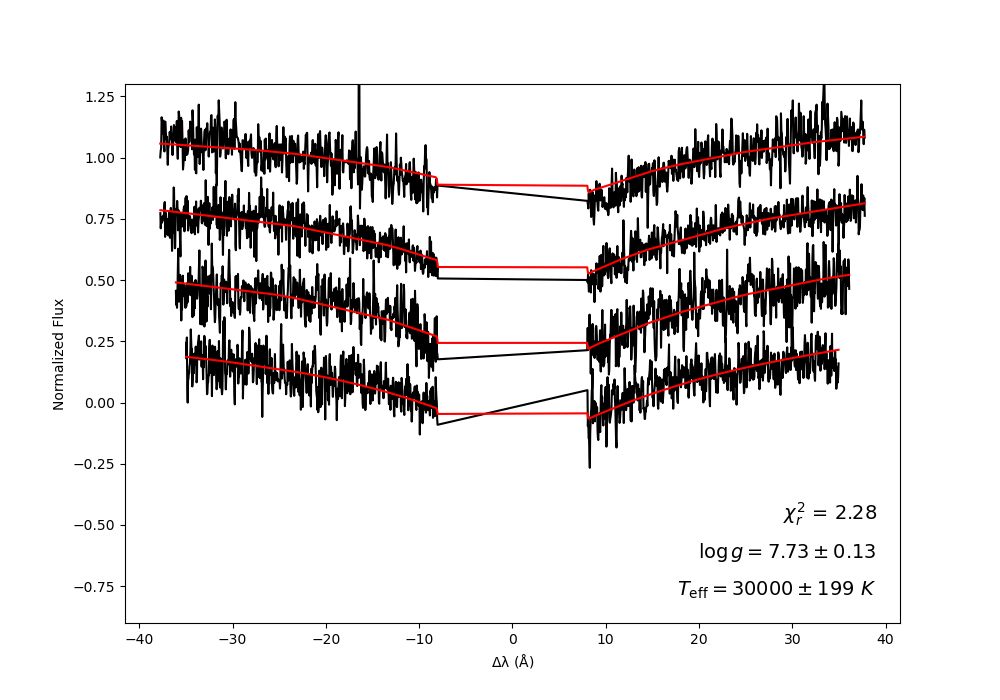 1.25
1.00
0.75
0.50
0.25
0.00
−0.25
−0.50
−0.75
Normalized Flux
χ²ᵣ = 2.28
log g = 7.73 ± 0.13
T_eff = 30000 ± 199 K
−40 −30 −20 −10 0 10 20 30 40
Δλ (Å)